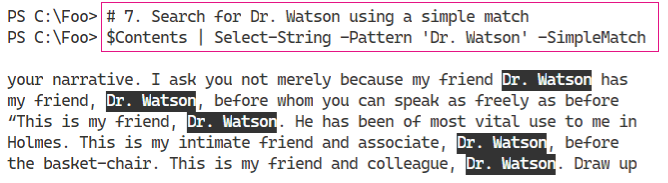 PS C:\Foo> # 7. Search for Dr. Watson using a simple match
PS C:\Foo> $Contents | Select-String -Pattern 'Dr. Watson' -SimpleMatch
your narrative. I ask you not merely because my friend Dr. Watson has
my friend, Dr. Watson, before whom you can speak as freely as before
“This is my friend, Dr. Watson. He has been of most vital use to me in
Holmes. This is my intimate friend and associate, Dr. Watson, before
the basket-chair. This is my friend and colleague, Dr. Watson. Draw up